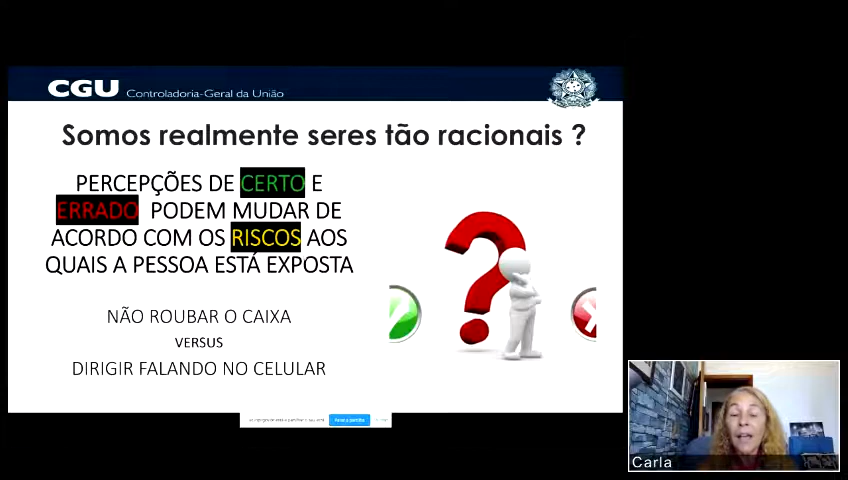 CGU Controladoria-Geral da União
Somos realmente seres tão racionais ?
PERCEPÇÕES DE CERTO E
ERRADO PODEM MUDAR DE
ACORDO COM OS RISCOS AOS
QUAIS A PESSOA ESTÁ EXPOSTA
NÃO ROUBAR O CAIXA
VERSUS
DIRIGIR FALANDO NO CELULAR
Carla